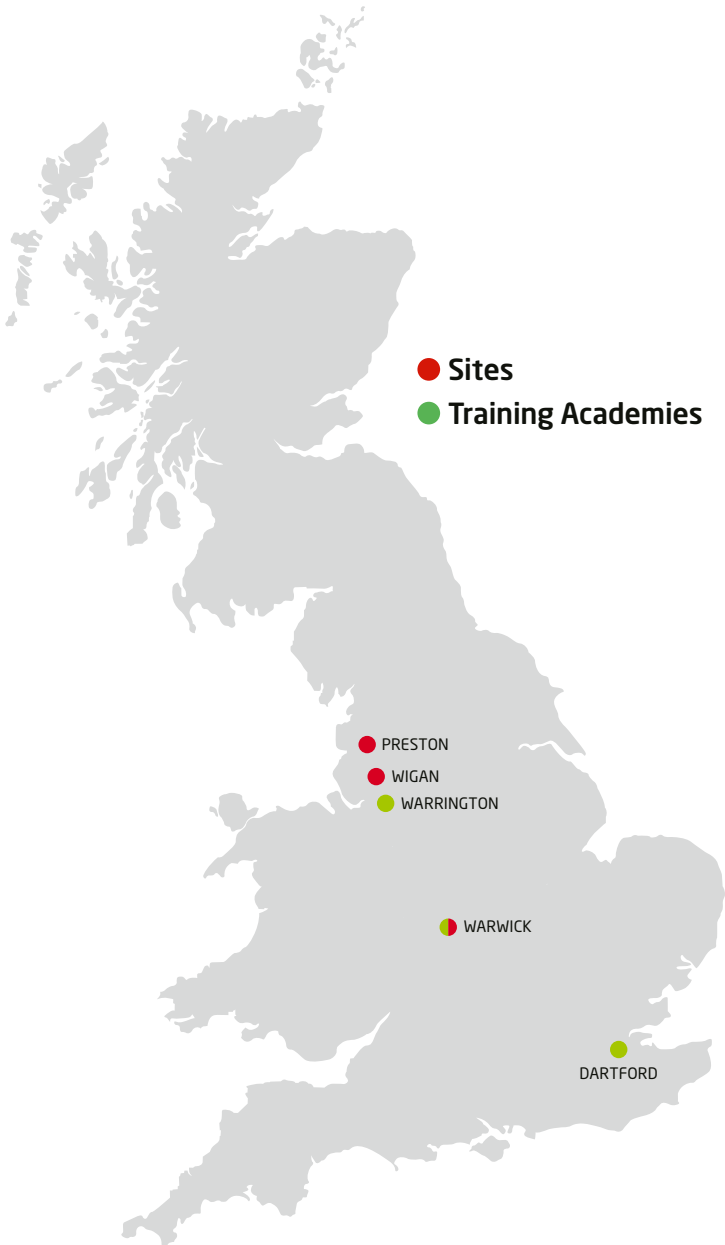 Sites
Training Academies
PRESTON
WIGAN
WARRINGTON
WARWICK
DARTFORD